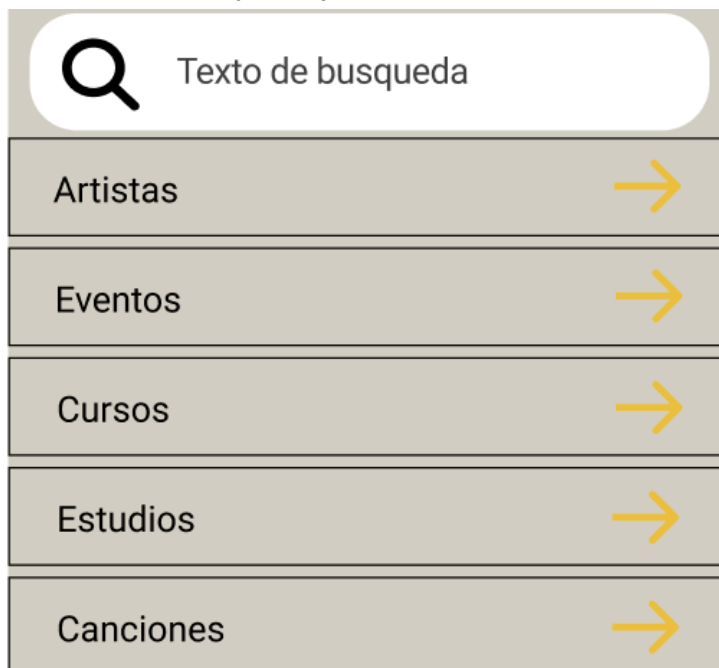 Texto de busqueda
Artistas
Eventos
Cursos
Estudios
Canciones